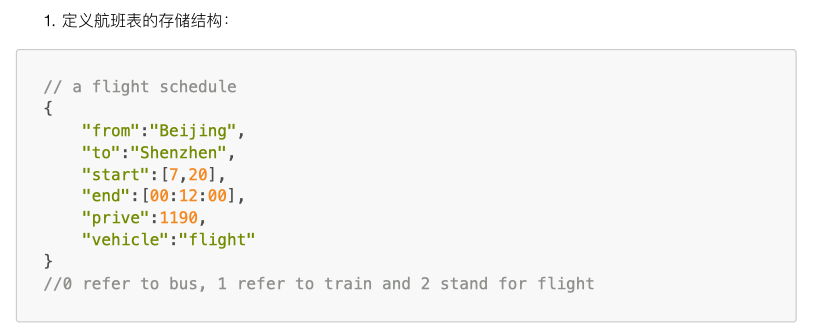 1. 定义航班表的存储结构：
// a flight schedule
{
"from":"Beijing",
"to":"Shenzhen",
"start":[7,20],
"end":[00:12:00],
"prive":1190,
"vehicle":"flight"
}
//0 refer to bus, 1 refer to train and 2 stand for flight